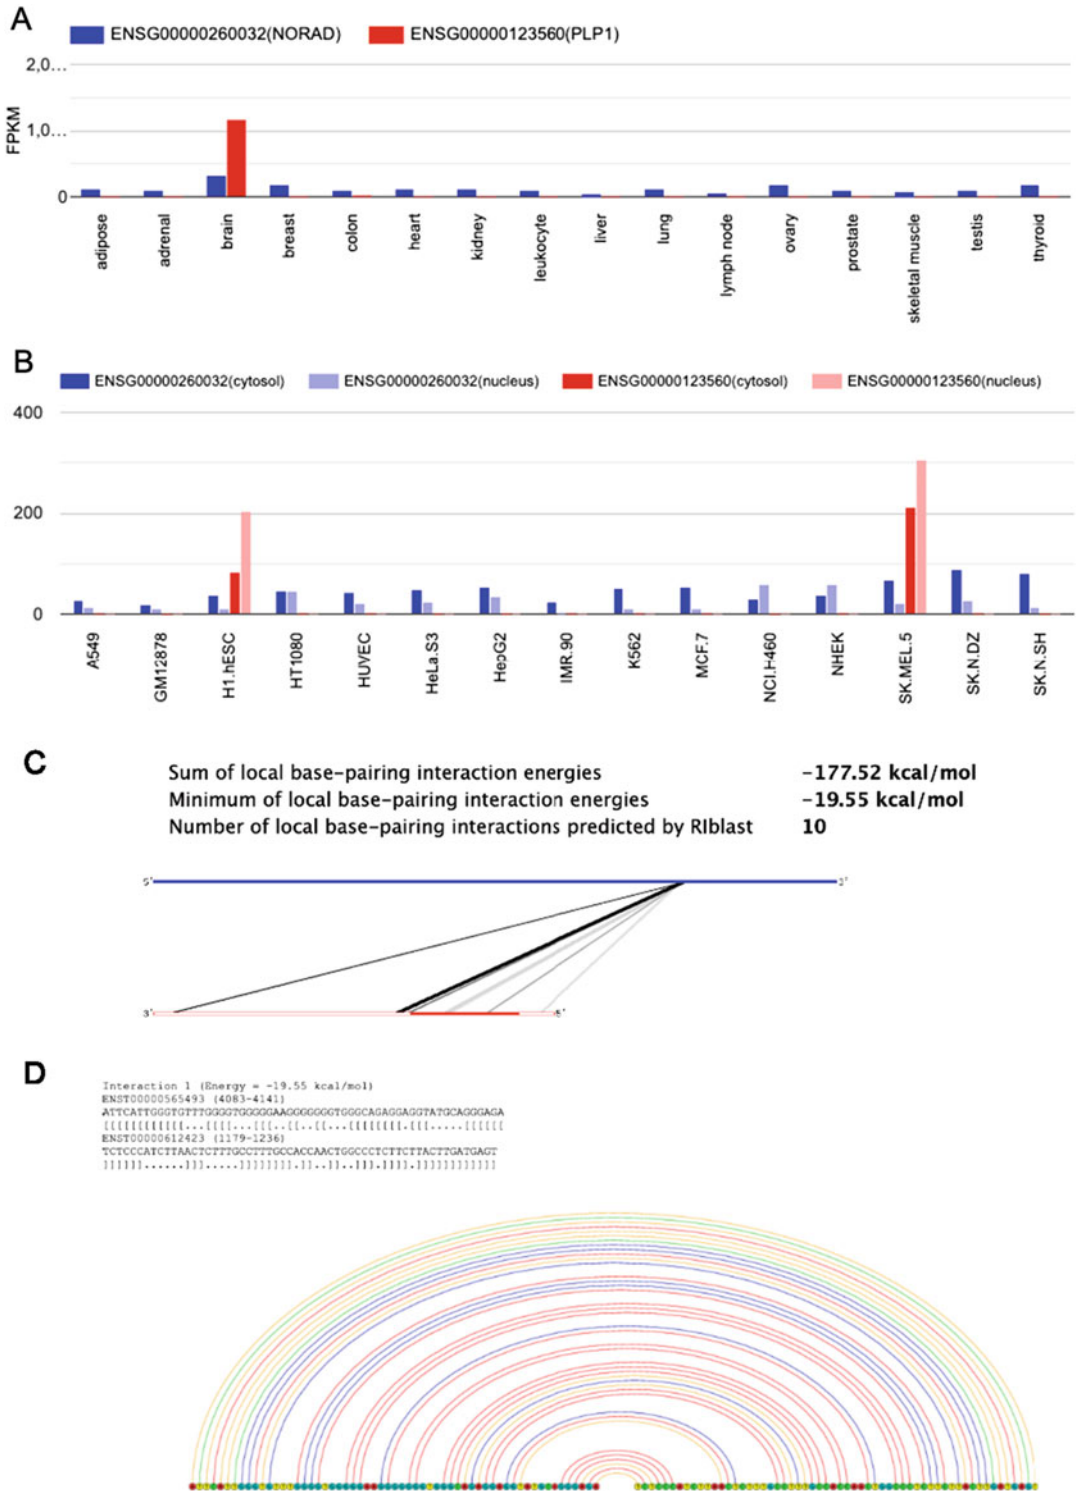 A
ENSG00000260032(NORAD) ENSG00000123560(PLP1)
2,0...
1,0...
0
FPKM
adipose adrenal brain breast colon heart kidney leukocyte liver lung lymph node ovary prostate skeletal muscle testis thyroid
B
ENSG00000260032(cytosol) ENSG00000260032(nucleus) ENSG00000123560(cytosol) ENSG00000123560(nucleus)
400
200
0
A549 GM12878 H1.hESC HT1080 HUVEC HeLa.S3 HepG2 IMR.90 K562 MCF.7 NCI.H460 NHEK SK.MEL.5 SK.N.DZ SK.N.SH
C
Sum of local base-pairing interaction energies -177.52 kcal/mol
Minimum of local base-pairing interaction energies -19.55 kcal/mol
Number of local base-pairing interactions predicted by RIblast 10
5' 3'
3' 5'
D
Interaction 1 (Energy = -19.55 kcal/mol)
ENST00000565493 (4083-4141)
ATTCATTGGGTGTTTGGGGTGGGGGAAGGGGGGGTGGGCAGAGGAGGTATGCAGGGAGA
[[[[[[[[[[[[...[[[[...[[[..[[..[[...[[[[[[[[.[[[.....[[[[[[
ENST00000612423 (1179-1236)
TCTCCCATCTTAACTCTTTGCCTTTGCCACCAACTGGCCCTCTTCTTACTTGATGAGT
]]]]]]......]]].....]]]]]]]].]]..]]..]]].]]]].]]]]]]]]]]]]